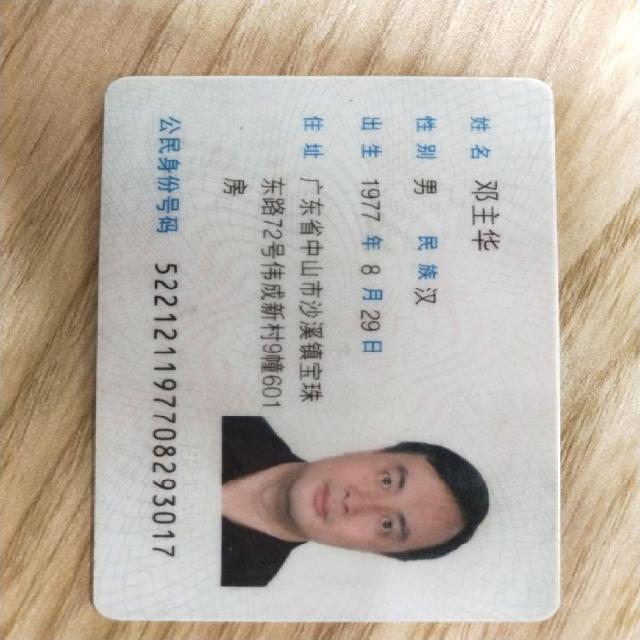 姓名 邓主华
性别 男 民族 汉
出生 1977 年 8 月 29 日
住址 广东省中山市沙溪镇宝珠
东路72号伟成新村9幢601
房
公民身份号码 522121197708293017